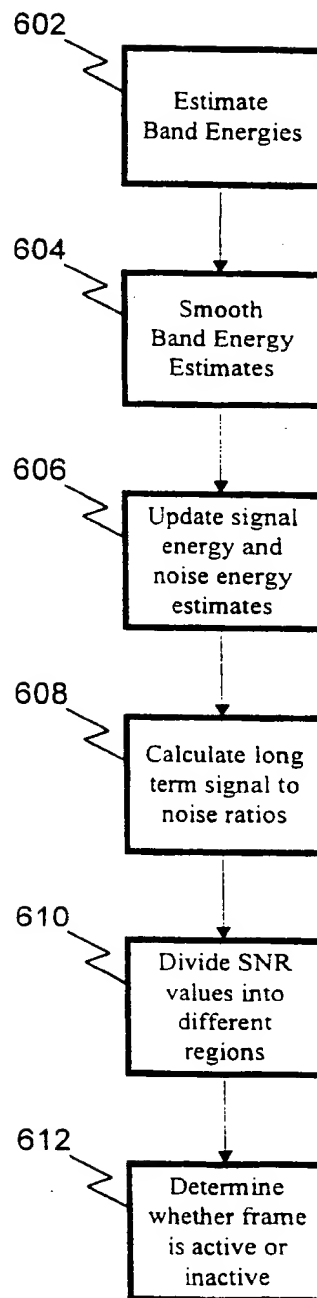 602
Estimate
Band Energies
604
Smooth
Band Energy
Estimates
606
Update signal
energy and
noise energy
estimates
608
Calculate long
term signal to
noise ratios
610
Divide SNR
values into
different
regions
612
Determine
whether frame
is active or
inactive